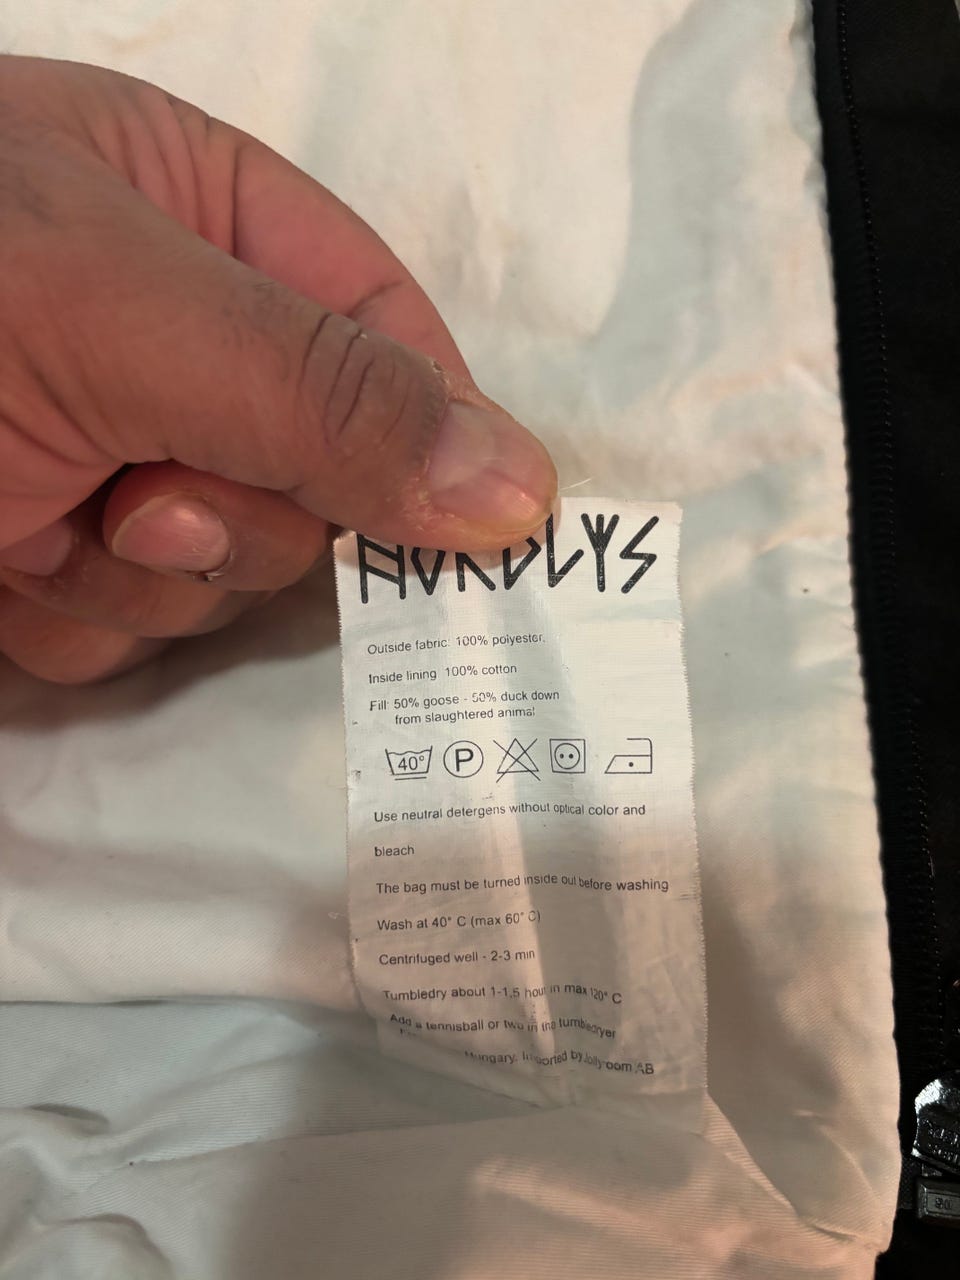 NORDLYS
Outside fabric: 100% polyester.
Inside lining 100% cotton
Fill: 50% goose - 50% duck down
from slaughtered animal
40° P
Use neutral detergens without optical color and
bleach
The bag must be turned inside out before washing
Wash at 40° C (max 60° C)
Centrifuged well - 2-3 min
Tumbledry about 1-1,5 hour in max 120° C
Add a tennisball or two in the tumbledryer
Hungary. Imported by Jollyroom AB